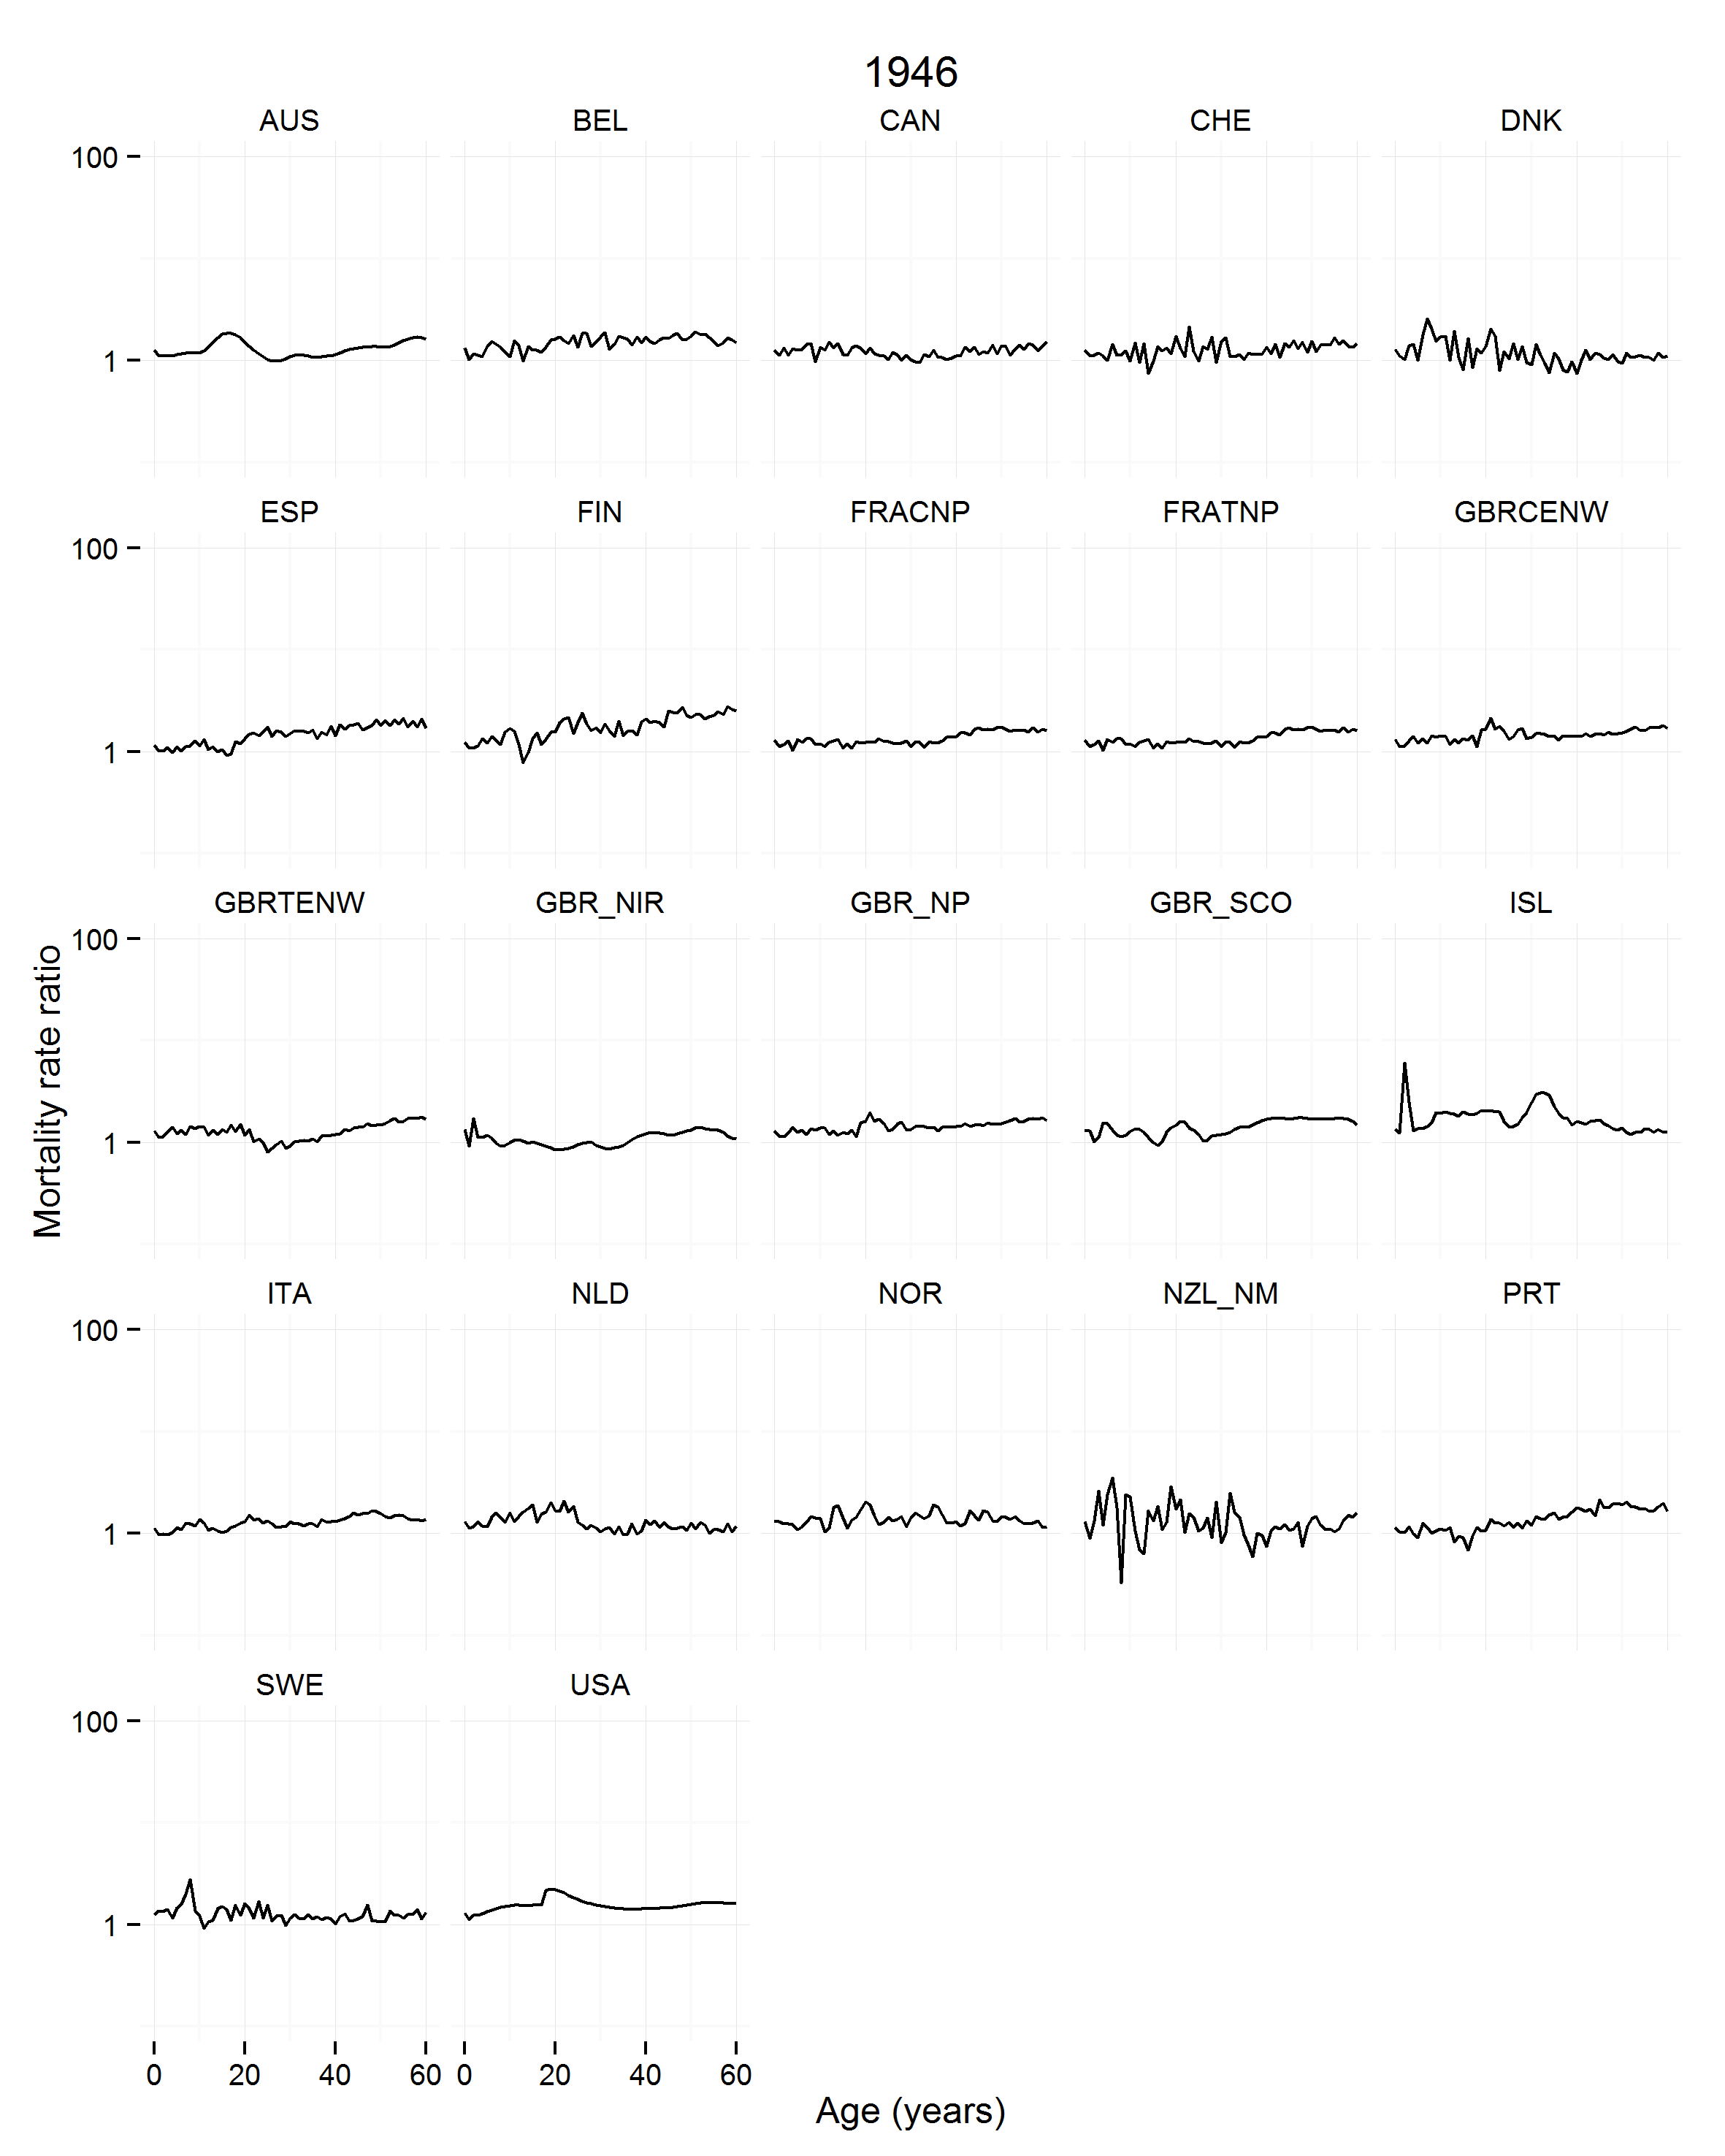 1946
AUS BEL CAN CHE DNK
100
1
ESP FIN FRACNP FRATNP GBRCENW
100
1
GBRTENW GBR_NIR GBR_NP GBR_SCO ISL
100
1
Mortality rate ratio
ITA NLD NOR NZL_NM PRT
100
1
SWE USA
100
1
0 20 40 60 0 20 40 60
Age (years)